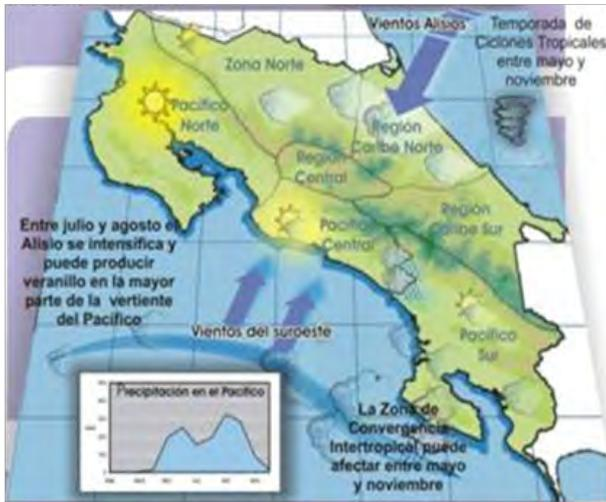 Vientos Alisios
Temporada de
Ciclones Tropicales
entre mayo y
noviembre
Zona Norte
Pacífico
Norte
Región
Caribe Norte
Región
Central
Región
Caribe Sur
Pacífico
Central
Entre julio y agosto el
Alisio se intensifica y
puede producir
veranillo en la mayor
parte de la vertiente
del Pacífico
Vientos del suroeste
Pacífico
Sur
Precipitación en el Pacífico
La Zona de
Convergencia
Intertropical puede
afectar entre mayo y
noviembre